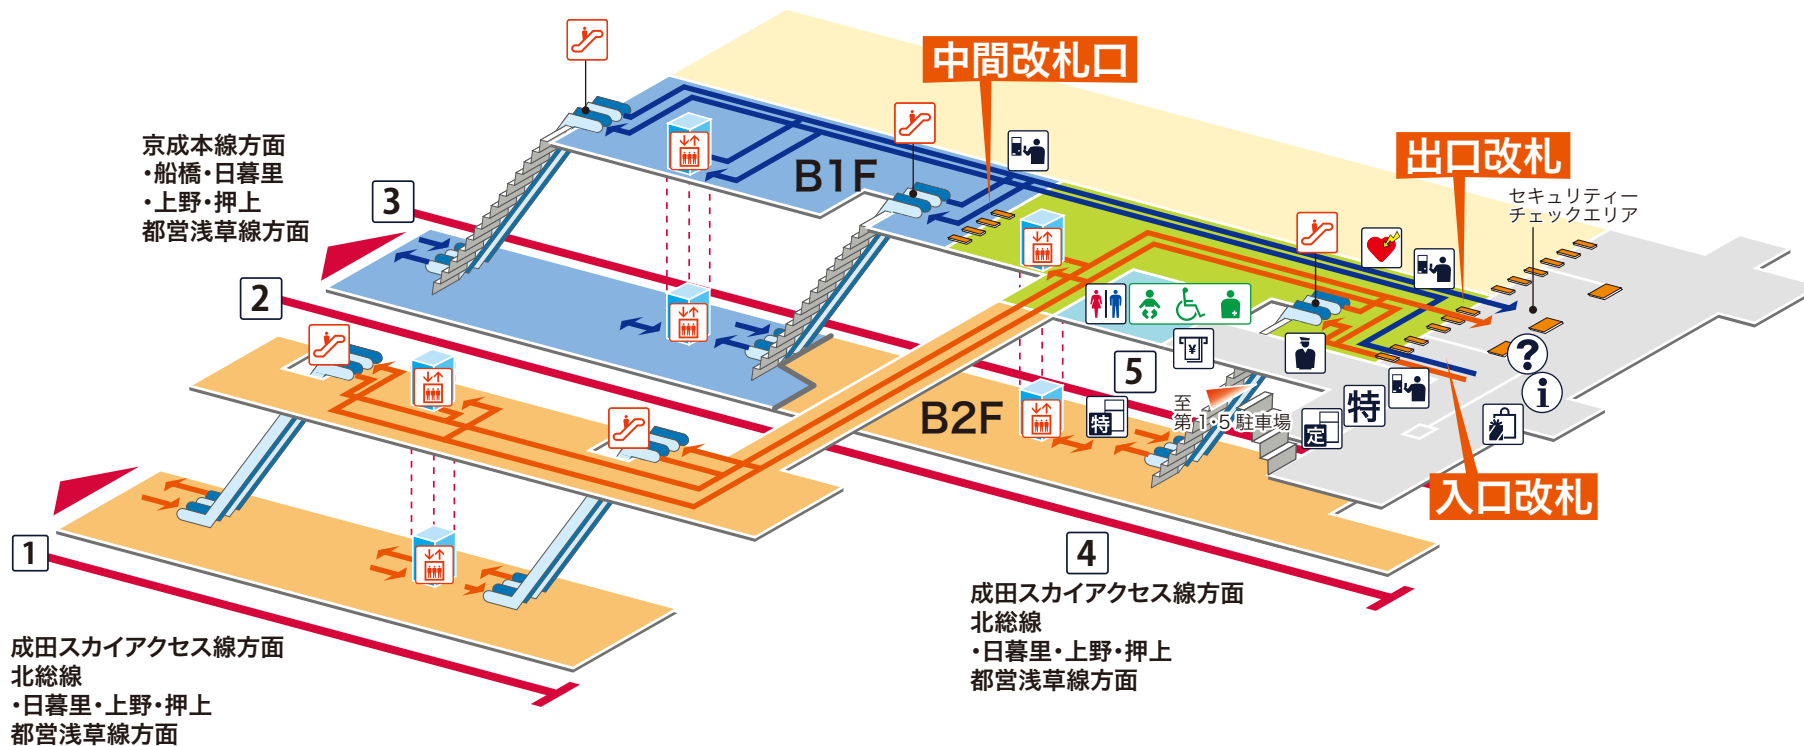 中間改札口
出口改札
セキュリティー
チェックエリア
京成本線方面
・船橋・日暮里
・上野・押上
都営浅草線方面
B1F
3
2
5
B2F
特
¥
至
第1・5 駐車場
定
特
?
i
入口改札
1
4
成田スカイアクセス線方面
北総線
・日暮里・上野・押上
都営浅草線方面
成田スカイアクセス線方面
北総線
・日暮里・上野・押上
都営浅草線方面